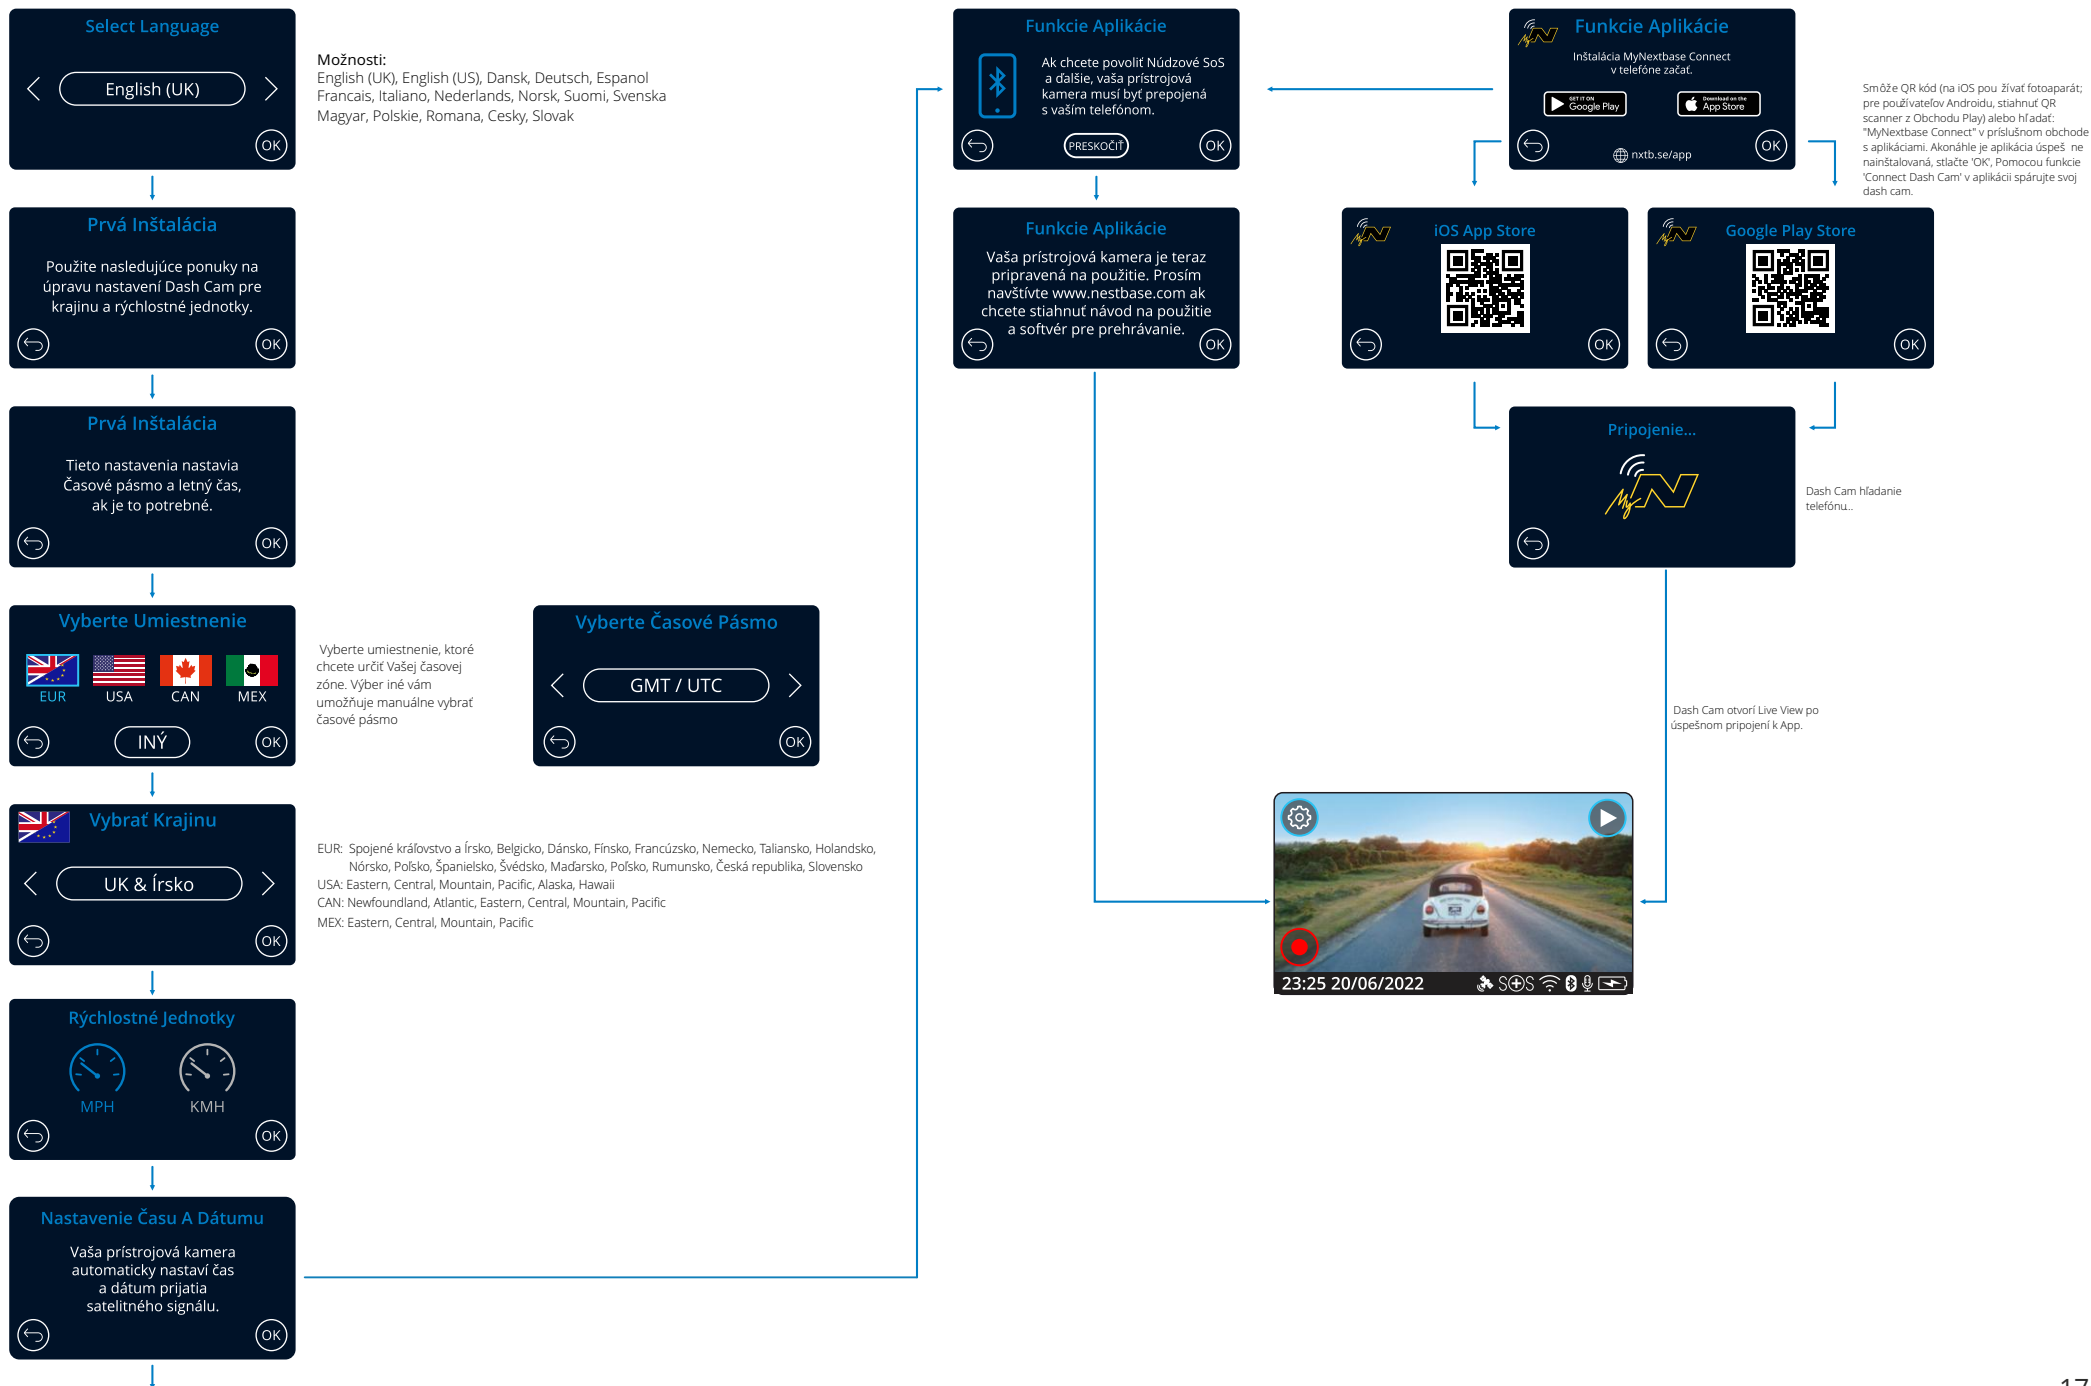 Select Language
English (UK)
OK
Možnosti:
English (UK), English (US), Dansk, Deutsch, Espanol
Francais, Italiano, Nederlands, Norsk, Suomi, Svenska
Magyar, Polskie, Romana, Cesky, Slovak
Prvá Inštalácia
Použite nasledujúce ponuky na
úpravu nastavení Dash Cam pre
krajinu a rýchlostné jednotky.
OK
Prvá Inštalácia
Tieto nastavenia nastavia
Časové pásmo a letný čas,
ak je to potrebné.
OK
Vyberte Umiestnenie
EUR USA CAN MEX
INÝ
OK
Vyberte umiestnenie, ktoré
chcete určiť Vašej časovej
zóne. Výber iné vám
umožňuje manuálne vybrať
časové pásmo
Vyberte Časové Pásmo
GMT / UTC
OK
Vybrať Krajinu
UK & Írsko
OK
EUR: Spojené kráľovstvo a Írsko, Belgicko, Dánsko, Fínsko, Francúzsko, Nemecko, Taliansko, Holandsko,
Nórsko, Poľsko, Španielsko, Švédsko, Maďarsko, Poľsko, Rumunsko, Česká republika, Slovensko
USA: Eastern, Central, Mountain, Pacific, Alaska, Hawaii
CAN: Newfoundland, Atlantic, Eastern, Central, Mountain, Pacific
MEX: Eastern, Central, Mountain, Pacific
Rýchlostné Jednotky
MPH KMH
OK
Nastavenie Času A Dátumu
Vaša prístrojová kamera
automaticky nastaví čas
a dátum prijatia
satelitného signálu.
OK
Funkcie Aplikácie
Ak chcete povoliť Núdzové SoS
a ďalšie, vaša prístrojová
kamera musí byť prepojená
s vaším telefónom.
PRESKOČIŤ
OK
Funkcie Aplikácie
Vaša prístrojová kamera je teraz
pripravená na použitie. Prosím
navštívte www.nestbase.com ak
chcete stiahnuť návod na použitie
a softvér pre prehrávanie.
OK
My N
Funkcie Aplikácie
Inštalácia MyNextbase Connect
v telefóne začať.
GET IT ON
Google Play
Download on the
App Store
nxtb.se/app
OK
Smôže QR kód (na iOS pou žívať fotoaparát;
pre používateľov Androidu, stiahnuť QR
scanner z Obchodu Play) alebo hľadať:
"MyNextbase Connect" v príslušnom obchode
s aplikáciami. Akonáhle je aplikácia úspeš ne
nainštalovaná, stlačte 'OK', Pomocou funkcie
'Connect Dash Cam' v aplikácii spárujte svoj
dash cam.
My N
iOS App Store
OK
My N
Google Play Store
OK
Pripojenie...
My N
Dash Cam hľadanie
telefónu...
Dash Cam otvorí Live View po
úspešnom pripojení k App.
23:25 20/06/2022
SOS
17